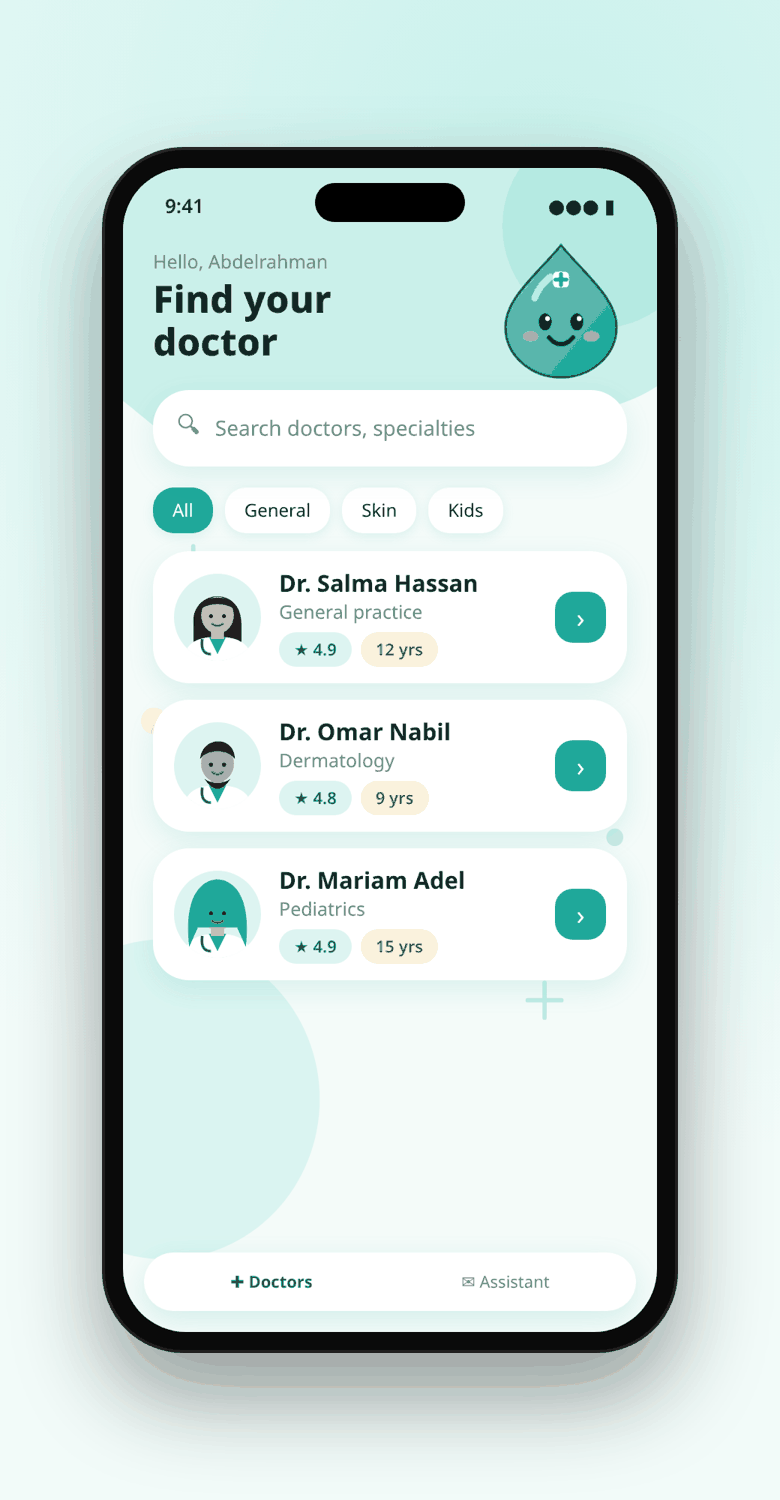 9:41
Hello, Abdelrahman
Find your
doctor
Search doctors, specialties
All General Skin Kids
Dr. Salma Hassan
General practice
★ 4.9 12 yrs
Dr. Omar Nabil
Dermatology
★ 4.8 9 yrs
Dr. Mariam Adel
Pediatrics
★ 4.9 15 yrs
Doctors Assistant